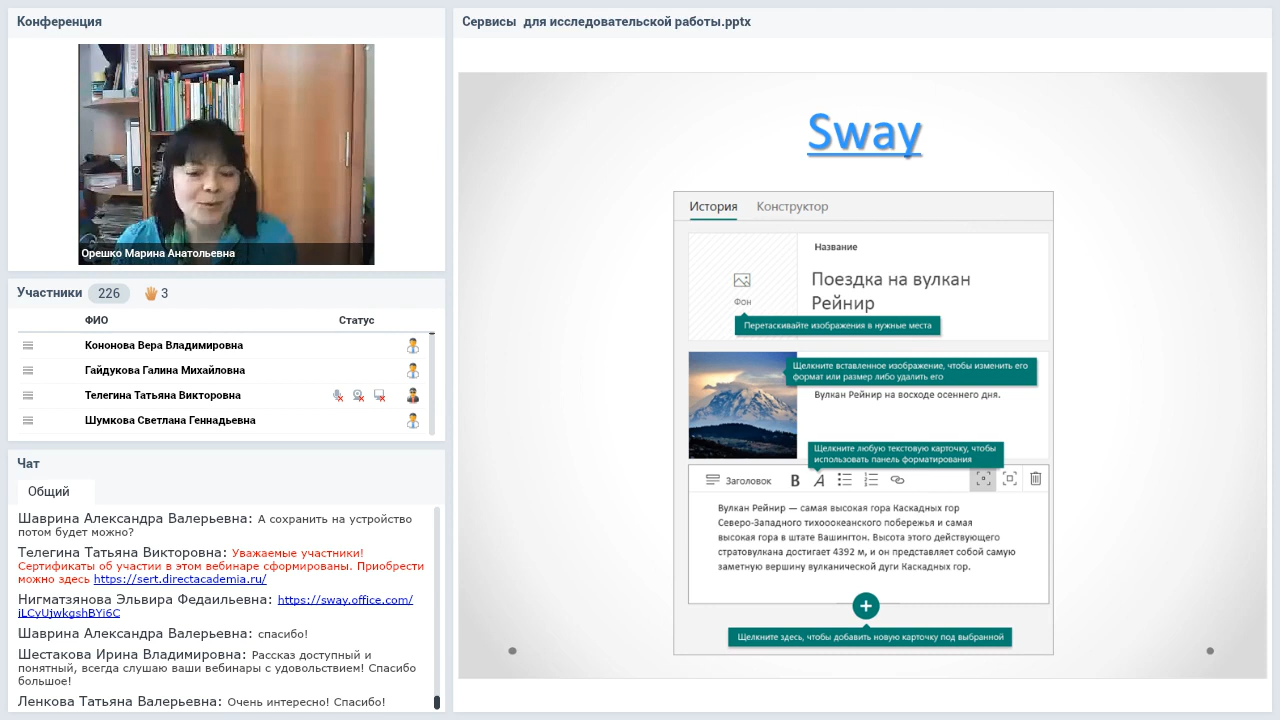 Конференция
Орешко Марина Анатольевна
Участники 226 3
ФИО Статус
Кононова Вера Владимировна
Гайдукова Галина Михайловна
Телегина Татьяна Викторовна
Шумкова Светлана Геннадьевна
Чат
Общий
Шаврина Александра Валерьевна: А сохранить на устройство
потом будет можно?
Телегина Татьяна Викторовна: Уважаемые участники!
Сертификаты об участии в этом вебинаре сформированы. Приобрести
можно здесь https://sert.directacademia.ru/
Нигматзянова Эльвира Федаильевна: https://sway.office.com/
iLCyUjwkgshBYi6C
Шаврина Александра Валерьевна: спасибо!
Шестакова Ирина Владимировна: Рассказ доступный и
понятный, всегда слушаю ваши вебинары с удовольствием! Спасибо
большое!
Ленкова Татьяна Валерьевна: Очень интересно! Спасибо!
Сервисы для исследовательской работы.pptx
Sway
История Конструктор
Название
Поездка на вулкан
Рейнир
Фон
Перетаскивайте изображения в нужные места
Щелкните вставленное изображение, чтобы изменить его
формат или размер либо удалить его
Вулкан Рейнир на восходе осеннего дня.
Щелкните любую текстовую карточку, чтобы
использовать панель форматирования
Заголовок B A
Вулкан Рейнир — самая высокая гора Каскадных гор
Северо-Западного тихоокеанского побережья и самая
высокая гора в штате Вашингтон. Высота этого действующего
стратовулкана достигает 4392 м, и он представляет собой самую
заметную вершину вулканической дуги Каскадных гор.
Щелкните здесь, чтобы добавить новую карточку под выбранной